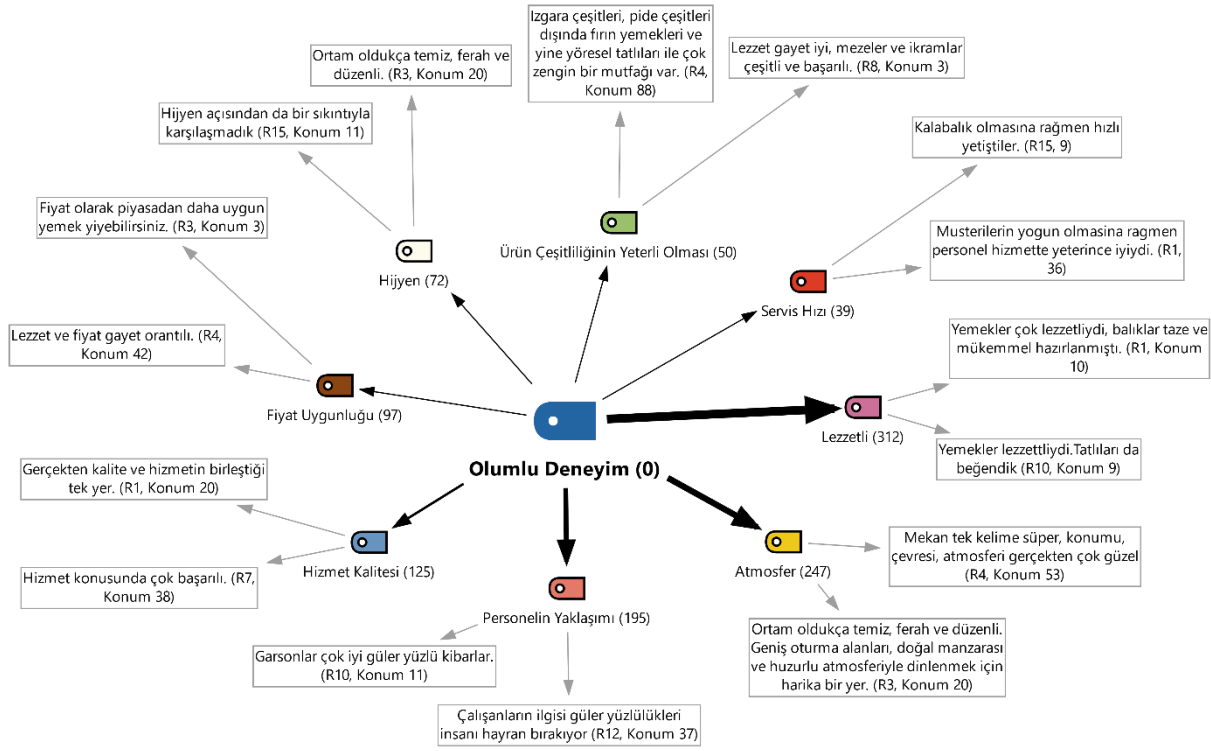 Izgara çeşitleri, pide çeşitleri
dışında fırın yemekleri ve
yine yöresel tatlıları ile çok
zengin bir mutfağı var. (R4,
Konum 88)
Lezzet gayet iyi, mezeler ve ikramlar
çeşitli ve başarılı. (R8, Konum 3)
Ortam oldukça temiz, ferah ve
düzenli. (R3, Konum 20)
Hijyen açısından da bir sıkıntıyla
karşılaşmadık (R15, Konum 11)
Kalabalık olmasına rağmen hızlı
yetiştiler. (R15, 9)
Fiyat olarak piyasadan daha uygun
yemek yiyebilirsiniz. (R3, Konum 3)
Musterilerin yogun olmasina ragmen
personel hizmette yeterince iyiydi. (R1,
36)
Hijyen (72)
Ürün Çeşitliliğinin Yeterli Olması (50)
Servis Hızı (39)
Lezzet ve fiyat gayet orantılı. (R4,
Konum 42)
Yemekler çok lezzetliydi, balıklar taze ve
mükemmel hazırlanmıştı. (R1, Konum
10)
Fiyat Uygunluğu (97)
Lezzetli (312)
Yemekler lezzettliydi.Tatlıları da
beğendik (R10, Konum 9)
Olumlu Deneyim (0)
Gerçekten kalite ve hizmetin birleştiği
tek yer. (R1, Konum 20)
Hizmet konusunda çok başarılı. (R7,
Konum 38)
Hizmet Kalitesi (125)
Atmosfer (247)
Mekan tek kelime süper, konumu,
çevresi, atmosferi gerçekten çok güzel
(R4, Konum 53)
Personelin Yaklaşımı (195)
Garsonlar çok iyi güler yüzlü kibarlar.
(R10, Konum 11)
Ortam oldukça temiz, ferah ve düzenli.
Geniş oturma alanları, doğal manzarası
ve huzurlu atmosferiyle dinlenmek için
harika bir yer. (R3, Konum 20)
Çalışanların ilgisi güler yüzlülükleri
insanı hayran bırakıyor (R12, Konum 37)